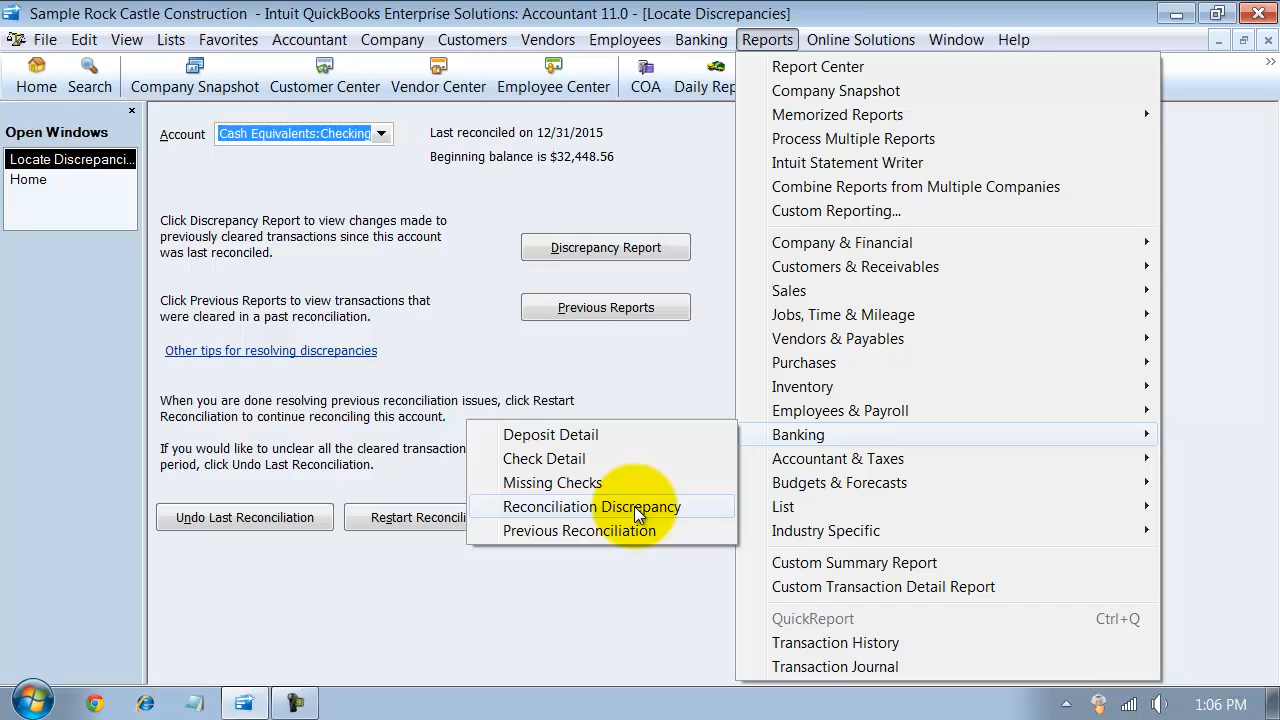 Sample Rock Castle Construction - Intuit QuickBooks Enterprise Solutions: Accountant 11.0 - [Locate Discrepancies]
File Edit View Lists Favorites Accountant Company Customers Vendors Employees Banking Reports Online Solutions Window Help
Home Search Company Snapshot Customer Center Vendor Center Employee Center COA Daily Rep
Open Windows
Locate Discrepanci...
Home
Account Cash Equivalents:Checking Last reconciled on 12/31/2015
Beginning balance is $32,448.56
Click Discrepancy Report to view changes made to
previously cleared transactions since this account
was last reconciled.
Discrepancy Report
Click Previous Reports to view transactions that
were cleared in a past reconciliation.
Previous Reports
Other tips for resolving discrepancies
When you are done resolving previous reconciliation issues, click Restart
Reconciliation to continue reconciling this account.
If you would like to unclear all the cleared transaction
period, click Undo Last Reconciliation.
Undo Last Reconciliation Restart Reconcili
Deposit Detail
Check Detail
Missing Checks
Reconciliation Discrepancy
Previous Reconciliation
Report Center
Company Snapshot
Memorized Reports
Process Multiple Reports
Intuit Statement Writer
Combine Reports from Multiple Companies
Custom Reporting...
Company & Financial
Customers & Receivables
Sales
Jobs, Time & Mileage
Vendors & Payables
Purchases
Inventory
Employees & Payroll
Banking
Accountant & Taxes
Budgets & Forecasts
List
Industry Specific
Custom Summary Report
Custom Transaction Detail Report
QuickReport Ctrl+Q
Transaction History
Transaction Journal
1:06 PM